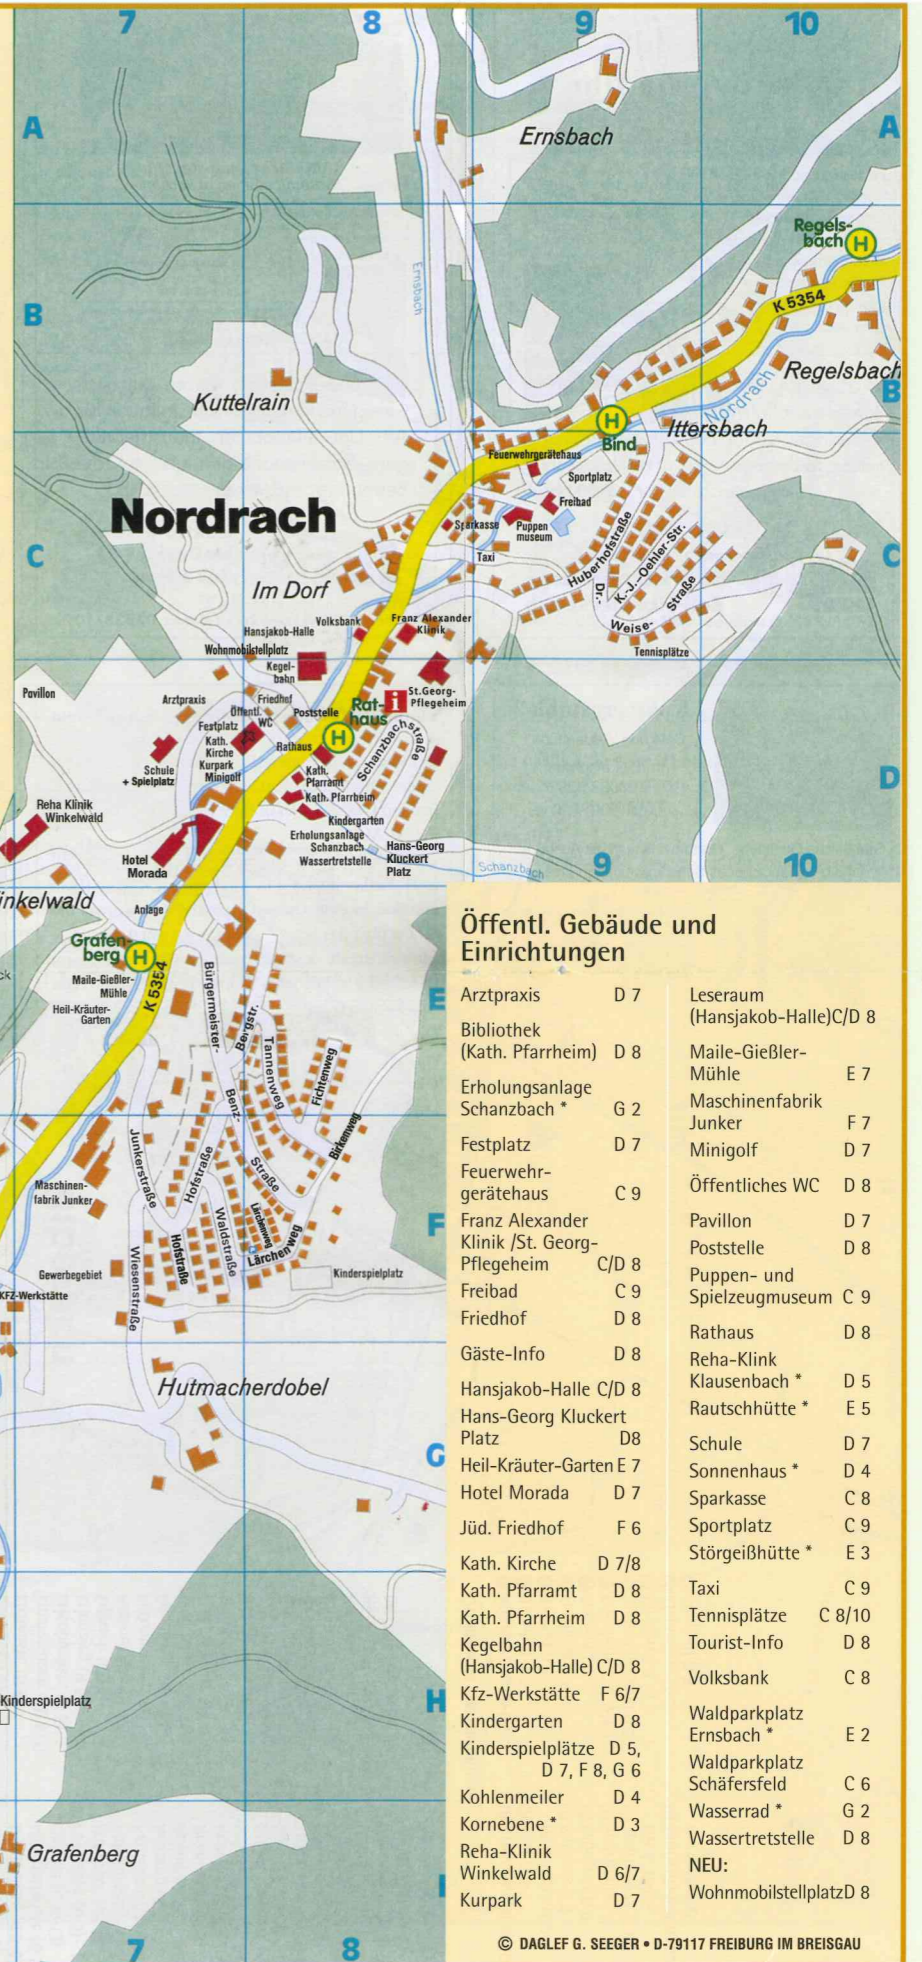 7
8
9
10
A
A
Ernsbach
Regels-
bach
H
Ernsbach
K 5354
B
Regelsbach
B
Kuttelrain
Nordrach
H
Bind
Ittersbach
Feuerwehrgerätehaus
Sportplatz
Nordrach
Freibad
Sparkasse
Puppen
museum
C
C
Taxi
Huberhofstraße
K.-J.-Oehler-Str.
Dr.-
Weise-
Straße
Im Dorf
Volksbank
Franz Alexander
Klinik
Hansjakob-Halle
Wohnmobilstellplatz
Tennisplätze
Kegel-
bahn
Pavillon
Arztpraxis
Friedhof
Öffentl.
WC
Poststelle
Rat-
haus
i
St.Georg-
Pflegeheim
Festplatz
Kath.
Kirche
Kurpark
Minigolf
Rathaus
H
Schanzbachstraße
Schule
+ Spielplatz
Kath.
Pfarramt
Kath. Pfarrheim
D
Reha Klinik
Winkelwald
Kindergarten
Erholungsanlage
Schanzbach
Wassertretstelle
Hans-Georg
Kluckert
Platz
Hotel
Morada
Schanzbach
9
10
inkelwald
Anlage
Grafen-
berg
H
ck
Maile-Gießler-
Mühle
K 5354
Heil-Kräuter-
Garten
Bürgermeister-
Bergstr.
Tannenweg
Fichtenweg
E
Benz-
Birkenweg
Junkerstraße
Hofstraße
Straße
Maschinen-
fabrik Junker
Lärchenweg
Waldstraße
F
Hofstraße
Lärchenweg
Wiesenstraße
Gewerbegebiet
Kinderspielplatz
KFZ-Werkstätte
Hutmacherdobel
G
Kinderspielplatz
H
Grafenberg
7
8
Öffentl. Gebäude und
Einrichtungen
Arztpraxis D 7
Bibliothek
(Kath. Pfarrheim) D 8
Erholungsanlage
Schanzbach * G 2
Festplatz D 7
Feuerwehr-
gerätehaus C 9
Franz Alexander
Klinik /St. Georg-
Pflegeheim C/D 8
Freibad C 9
Friedhof D 8
Gäste-Info D 8
Hansjakob-Halle C/D 8
Hans-Georg Kluckert
Platz D8
Heil-Kräuter-Garten E 7
Hotel Morada D 7
Jüd. Friedhof F 6
Kath. Kirche D 7/8
Kath. Pfarramt D 8
Kath. Pfarrheim D 8
Kegelbahn
(Hansjakob-Halle) C/D 8
Kfz-Werkstätte F 6/7
Kindergarten D 8
Kinderspielplätze D 5,
D 7, F 8, G 6
Kohlenmeiler D 4
Kornebene * D 3
Reha-Klinik
Winkelwald D 6/7
Kurpark D 7
Leseraum
(Hansjakob-Halle)C/D 8
Maile-Gießler-
Mühle E 7
Maschinenfabrik
Junker F 7
Minigolf D 7
Öffentliches WC D 8
Pavillon D 7
Poststelle D 8
Puppen- und
Spielzeugmuseum C 9
Rathaus D 8
Reha-Klink
Klausenbach * D 5
Rautschhütte * E 5
Schule D 7
Sonnenhaus * D 4
Sparkasse C 8
Sportplatz C 9
Störgeißhütte * E 3
Taxi C 9
Tennisplätze C 8/10
Tourist-Info D 8
Volksbank C 8
Waldparkplatz
Ernsbach * E 2
Waldparkplatz
Schäfersfeld C 6
Wasserrad * G 2
Wassertretstelle D 8
NEU:
WohnmobilstellplatzD 8
© DAGLEF G. SEEGER • D-79117 FREIBURG IM BREISGAU